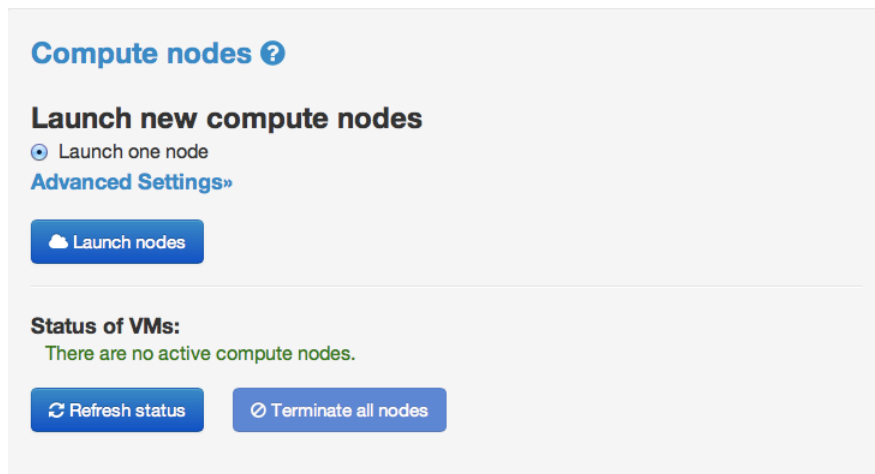 Compute nodes
Launch new compute nodes
Launch one node
Advanced Settings»
Launch nodes
Status of VMs:
There are no active compute nodes.
Refresh status
Terminate all nodes